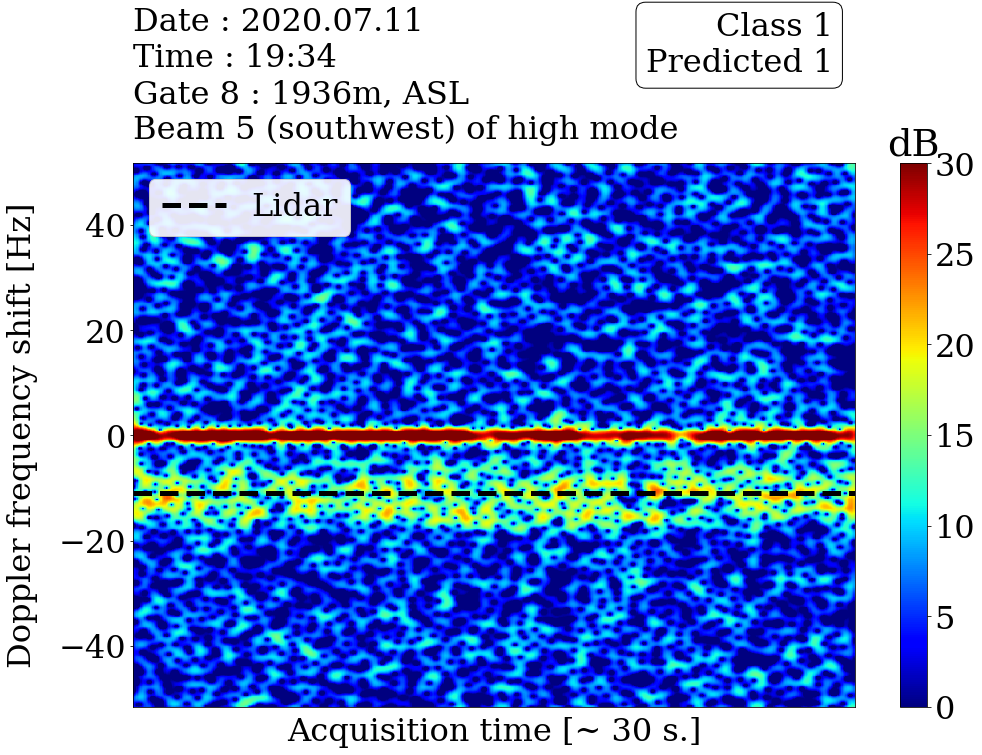 Date : 2020.07.11
Time : 19:34
Gate 8 : 1936m, ASL
Beam 5 (southwest) of high mode
Class 1
Predicted 1
dB
Lidar
Doppler frequency shift [Hz]
40
20
0
−20
−40
30
25
20
15
10
5
0
Acquisition time [~ 30 s.]